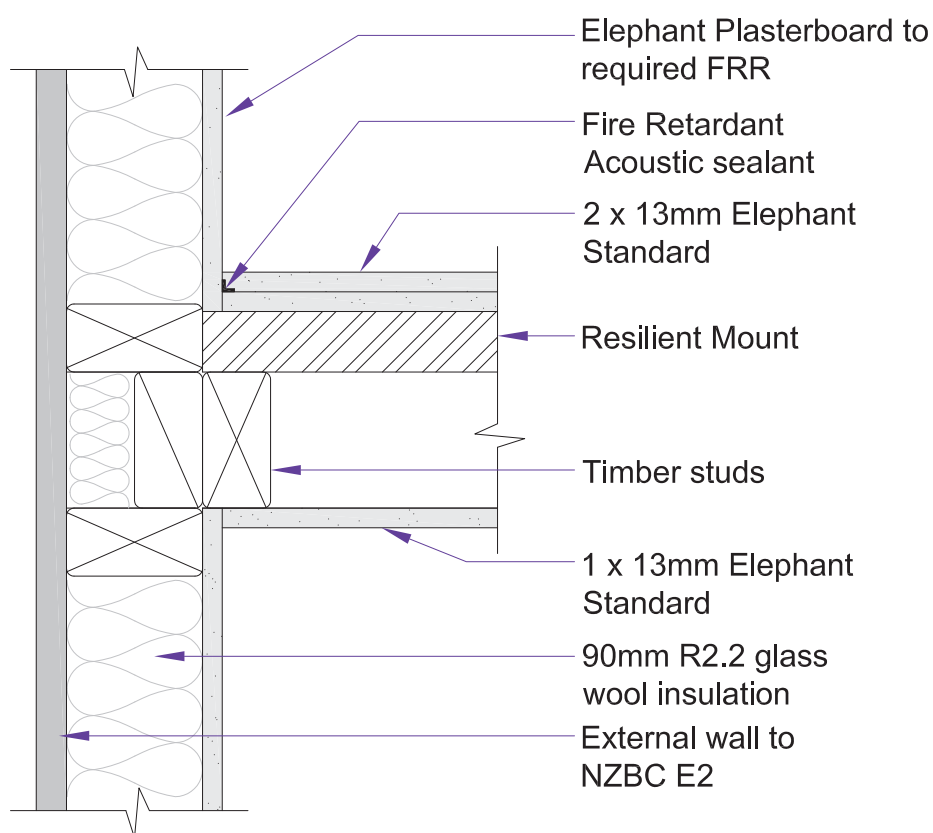 Elephant Plasterboard to
required FRR
Fire Retardant
Acoustic sealant
2 x 13mm Elephant
Standard
Resilient Mount
Timber studs
1 x 13mm Elephant
Standard
90mm R2.2 glass
wool insulation
External wall to
NZBC E2